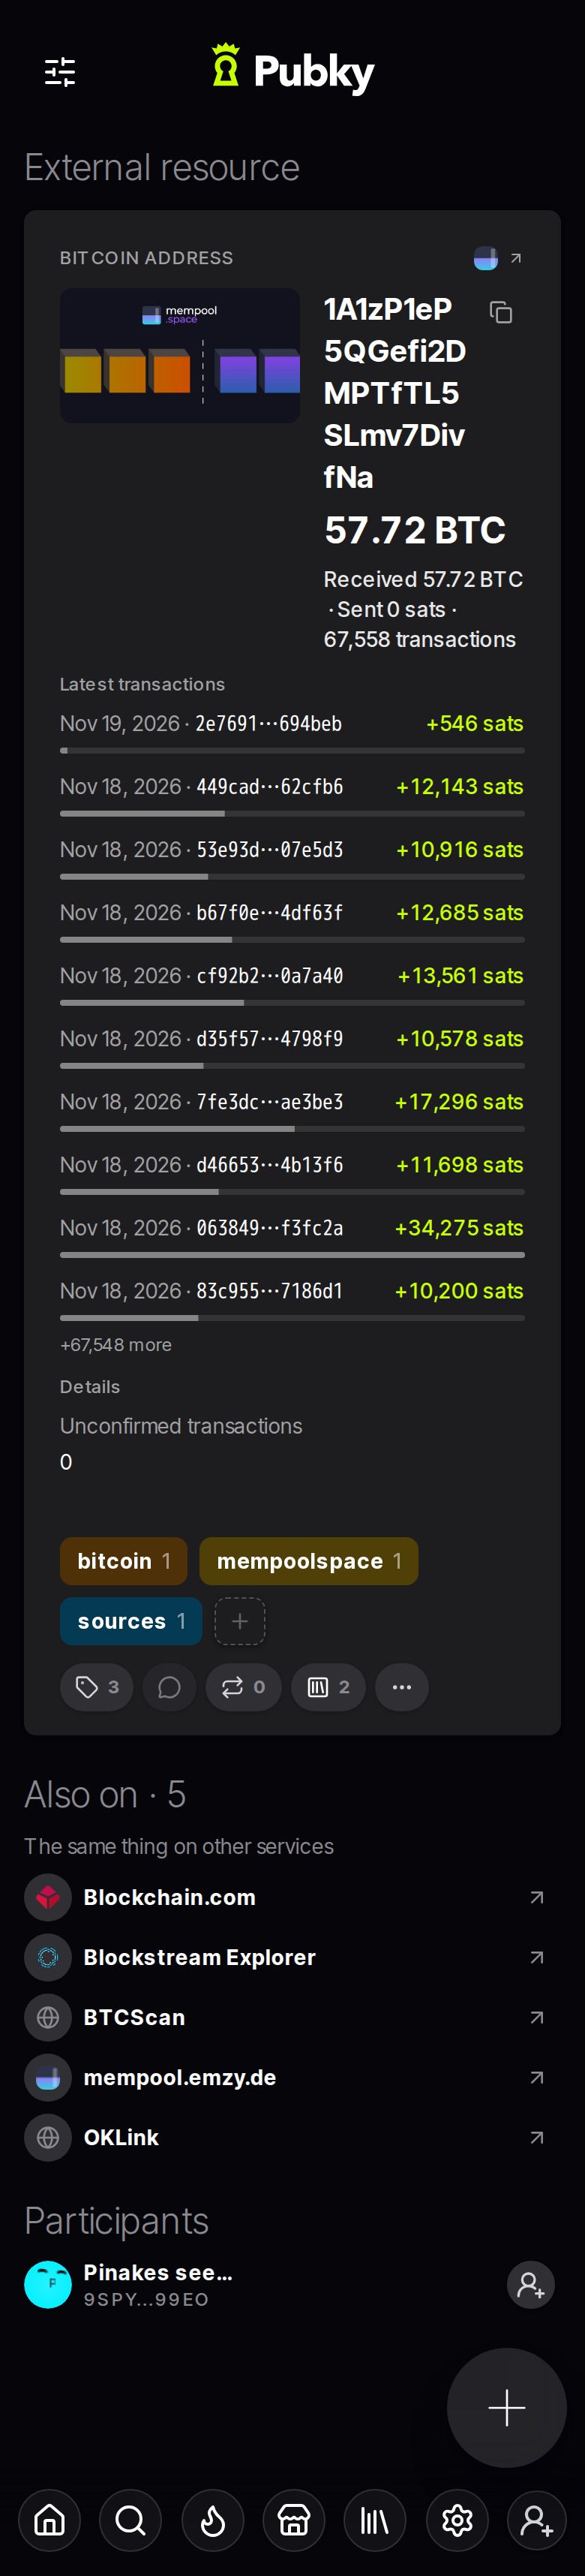 Pubky
External resource
BITCOIN ADDRESS
mempool
.space
1A1zP1eP
5QGefi2D
MPTfTL5
SLmv7Div
fNa
57.72 BTC
Received 57.72 BTC
· Sent 0 sats ·
67,558 transactions
Latest transactions
Nov 19, 2026 · 2e7691···694beb +546 sats
Nov 18, 2026 · 449cad···62cfb6 +12,143 sats
Nov 18, 2026 · 53e93d···07e5d3 +10,916 sats
Nov 18, 2026 · b67f0e···4df63f +12,685 sats
Nov 18, 2026 · cf92b2···0a7a40 +13,561 sats
Nov 18, 2026 · d35f57···4798f9 +10,578 sats
Nov 18, 2026 · 7fe3dc···ae3be3 +17,296 sats
Nov 18, 2026 · d46653···4b13f6 +11,698 sats
Nov 18, 2026 · 063849···f3fc2a +34,275 sats
Nov 18, 2026 · 83c955···7186d1 +10,200 sats
+67,548 more
Details
Unconfirmed transactions
0
bitcoin 1 mempoolspace 1
sources 1
3 0 2
Also on · 5
The same thing on other services
Blockchain.com
Blockstream Explorer
BTCScan
mempool.emzy.de
OKLink
Participants
P
Pinakes see...
9SPY...99EO